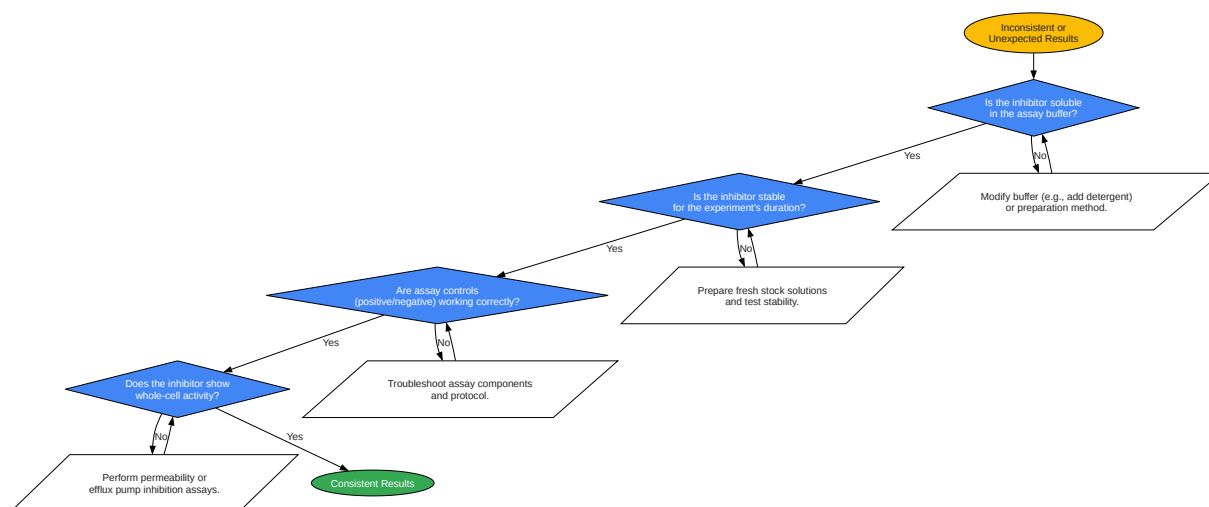 Inconsistent or
Unexpected Results
Is the inhibitor soluble
in the assay buffer?
Yes
No
Modify buffer (e.g., add detergent)
or preparation method.
Is the inhibitor stable
for the experiment's duration?
Yes
No
Prepare fresh stock solutions
and test stability.
Are assay controls
(positive/negative) working correctly?
Yes
No
Troubleshoot assay components
and protocol.
Does the inhibitor show
whole-cell activity?
No
Yes
Perform permeability or
efflux pump inhibition assays.
Consistent Results